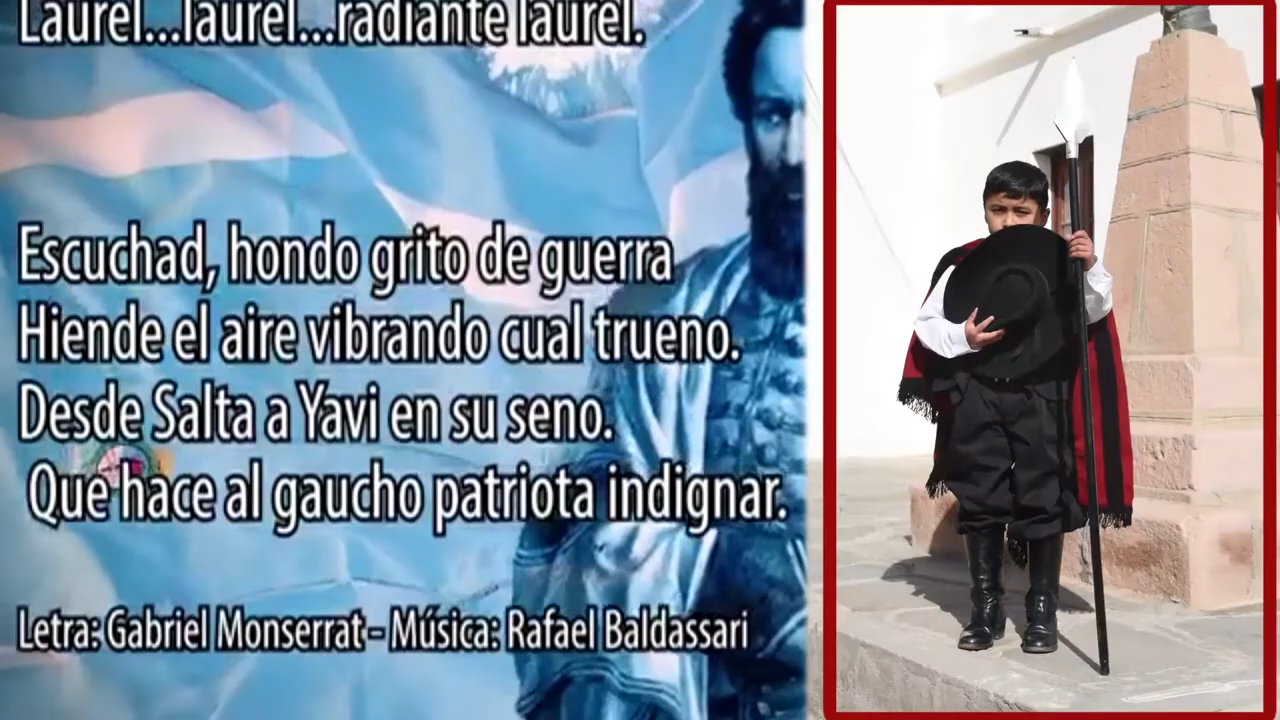 Laurel...laurel...radiante laurel.
Escuchad, hondo grito de guerra
Hiende el aire vibrando cual trueno.
Desde Salta a Yavi en su seno.
Que hace al gaucho patriota indignar.
Letra: Gabriel Monserrat - Música: Rafael Baldassari